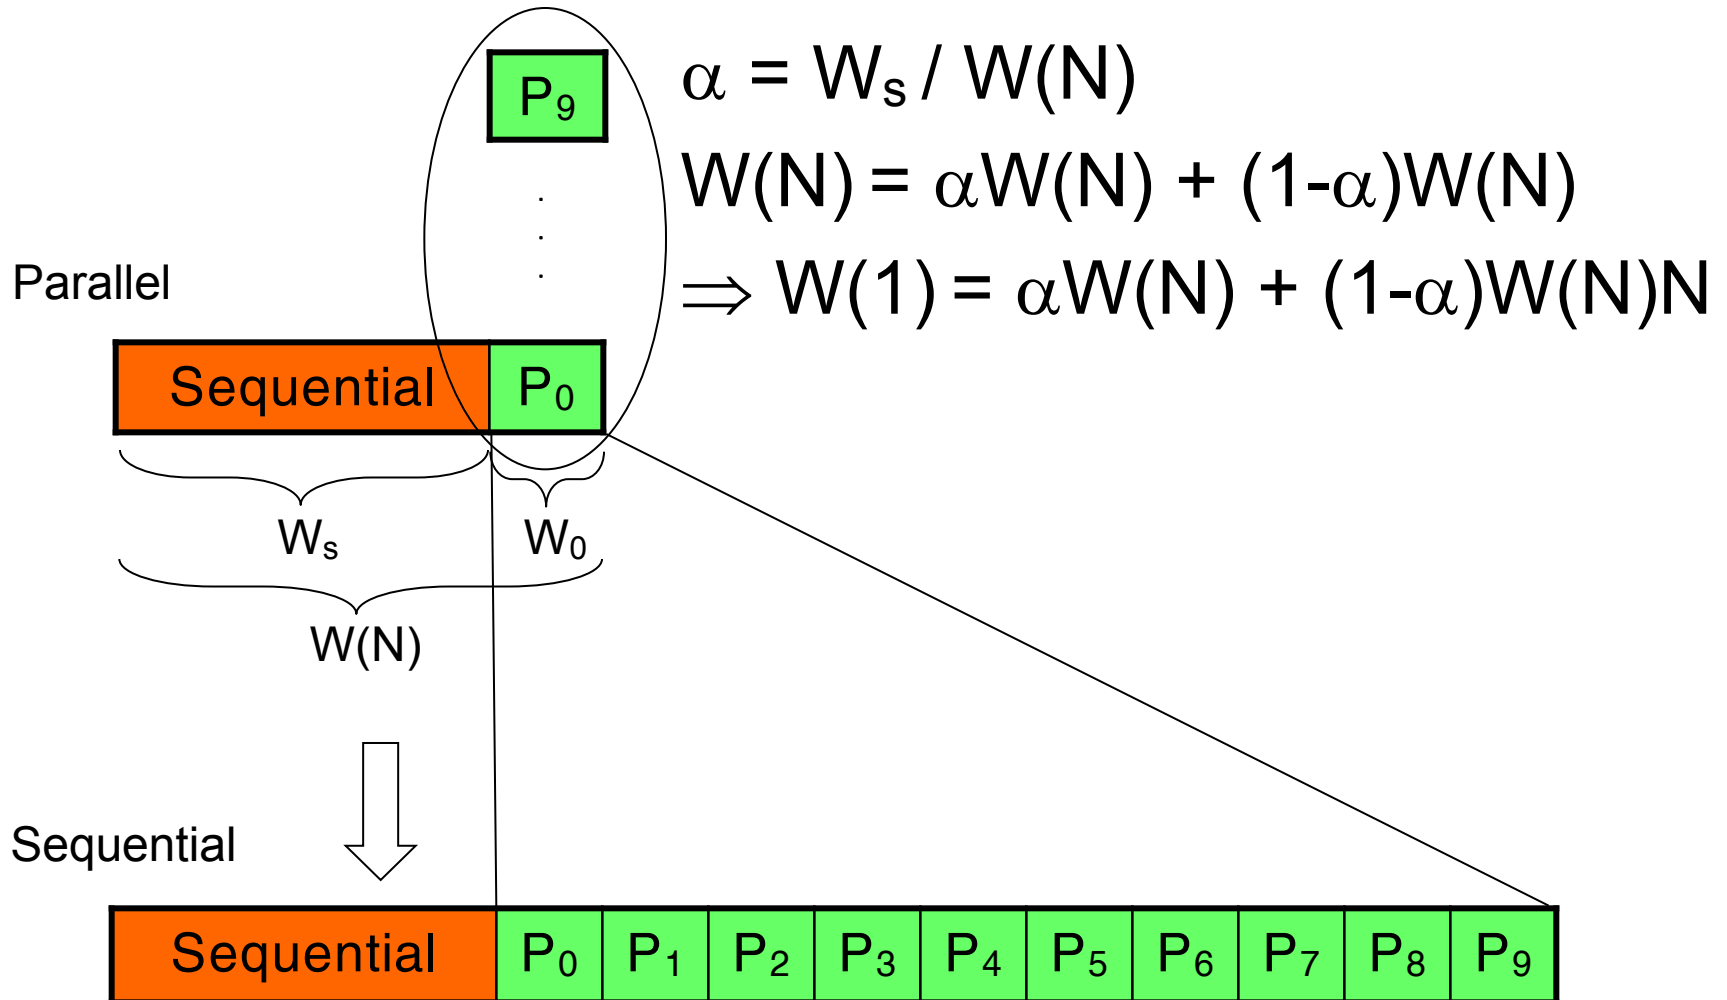 P₉
α = Wₛ / W(N)
W(N) = αW(N) + (1-α)W(N)
⇒ W(1) = αW(N) + (1-α)W(N)N
Parallel
Sequential P₀
Wₛ W₀
W(N)
Sequential
Sequential P₀ P₁ P₂ P₃ P₄ P₅ P₆ P₇ P₈ P₉